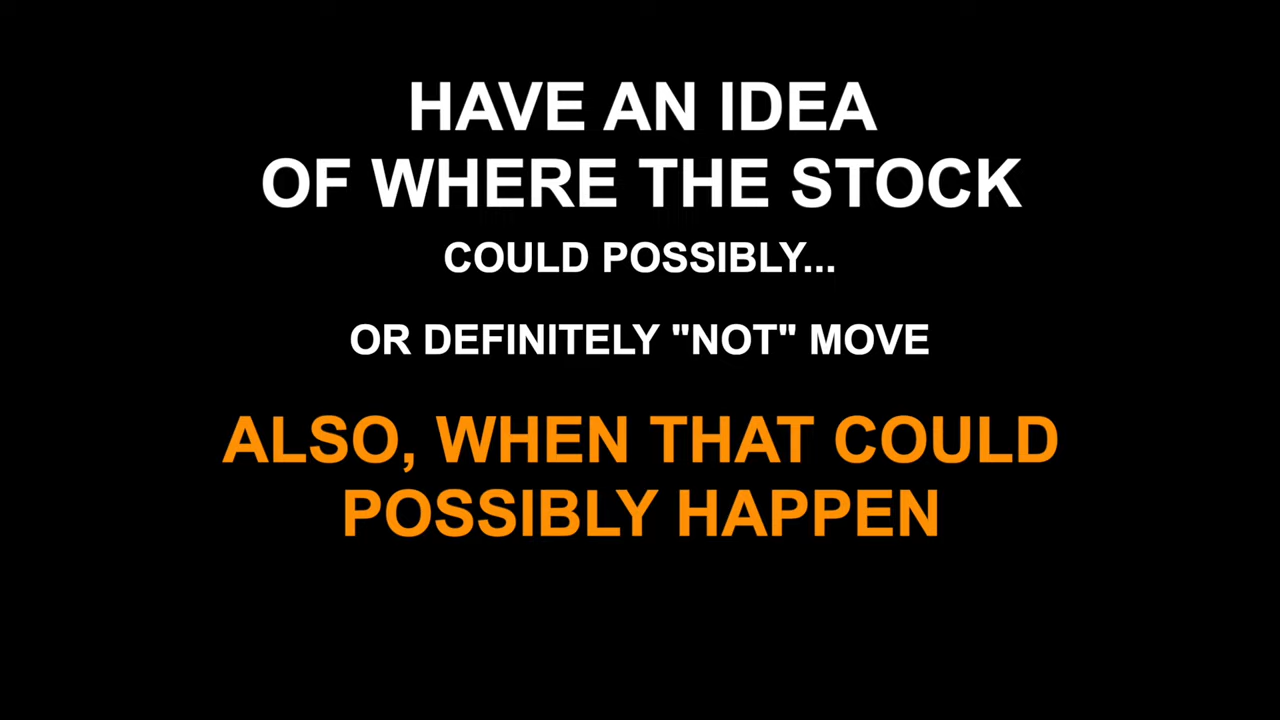 HAVE AN IDEA
OF WHERE THE STOCK
COULD POSSIBLY...
OR DEFINITELY "NOT" MOVE
ALSO, WHEN THAT COULD
POSSIBLY HAPPEN